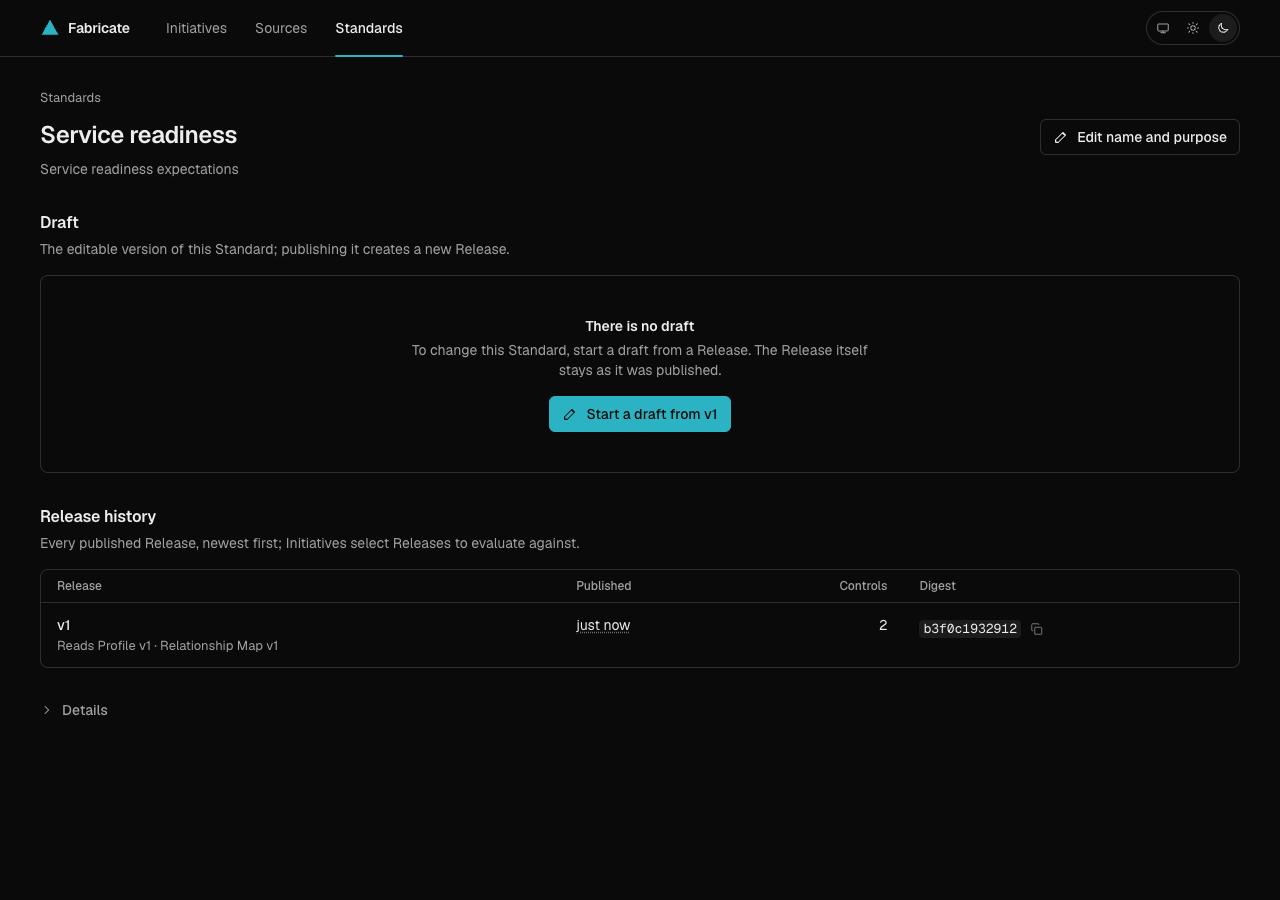 Fabricate
Initiatives
Sources
Standards
Standards
Service readiness
Edit name and purpose
Service readiness expectations
Draft
The editable version of this Standard; publishing it creates a new Release.
There is no draft
To change this Standard, start a draft from a Release. The Release itself
stays as it was published.
Start a draft from v1
Release history
Every published Release, newest first; Initiatives select Releases to evaluate against.
Release
Published
Controls
Digest
v1
just now
2
b3f0c1932912
Reads Profile v1 · Relationship Map v1
Details